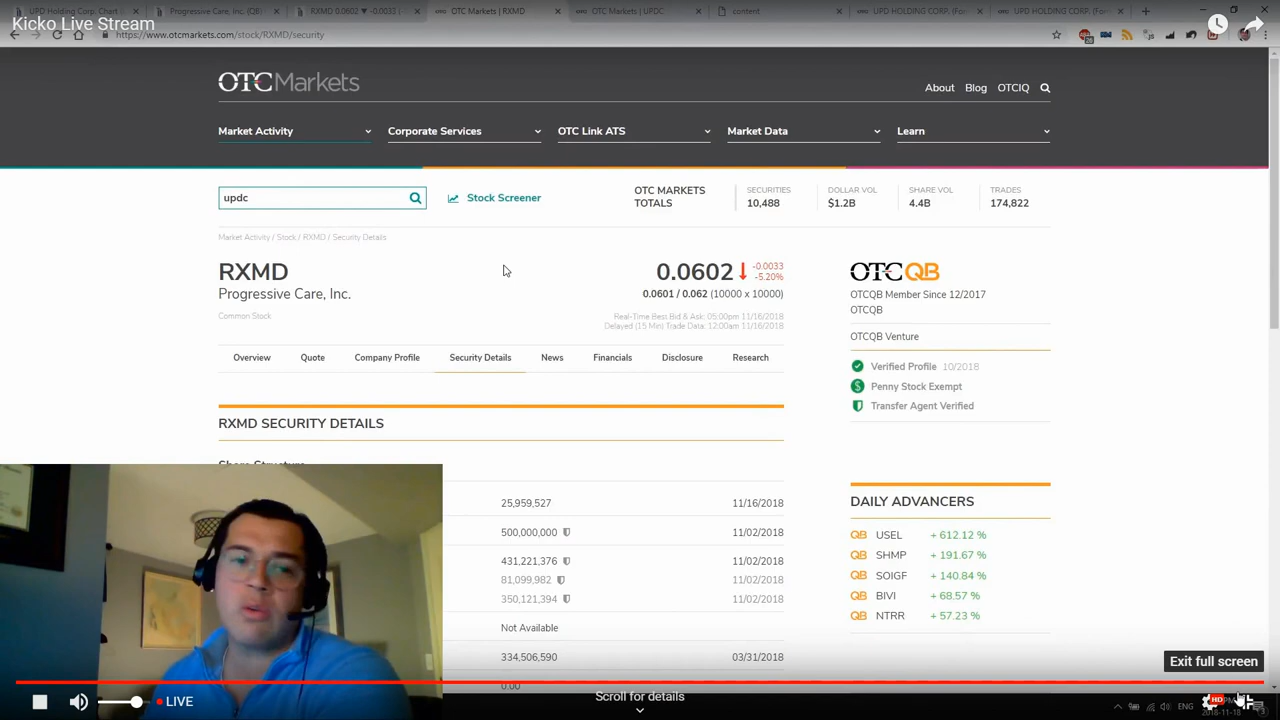 Kicko Live Stream
Progressive Care, Inc. (OTC
RXMD 0.0602 ▼ -0.0033 (-
OTC Markets | RXMD
OTC Markets | UPDC
content
UPD HOLDING CORP. (For
UPD HOLDING CORP. (For
https://www.otcmarkets.com/stock/RXMD/security
OTCMarkets
About Blog OTCIQ
Market Activity Corporate Services OTC Link ATS Market Data Learn
updc
Stock Screener
OTC MARKETS TOTALS
SECURITIES 10,488
DOLLAR VOL $1.2B
SHARE VOL 4.4B
TRADES 174,822
Market Activity / Stock / RXMD / Security Details
RXMD
Progressive Care, Inc.
Common Stock
0.0602 -0.0033
-5.20%
0.0601 / 0.062 (10000 x 10000)
Real-Time Best Bid & Ask: 05:00pm 11/16/2018
Delayed (15 Min) Trade Data: 12:00am 11/16/2018
OTCQB
OTCQB Member Since 12/2017
OTCQB
OTCQB Venture
Verified Profile 10/2018
Penny Stock Exempt
Transfer Agent Verified
Overview Quote Company Profile Security Details News Financials Disclosure Research
RXMD SECURITY DETAILS
Share Structure
25,959,527 11/16/2018
500,000,000 11/02/2018
431,221,376 11/02/2018
81,099,982 11/02/2018
350,121,394 11/02/2018
Not Available
334,506,590 03/31/2018
0.00
DAILY ADVANCERS
QB USEL + 612.12 %
QB SHMP + 191.67 %
QB SOIGF + 140.84 %
QB BIVI + 68.57 %
QB NTRR + 57.23 %
Exit full screen
LIVE
Scroll for details
HD
ENG
2018-11-18